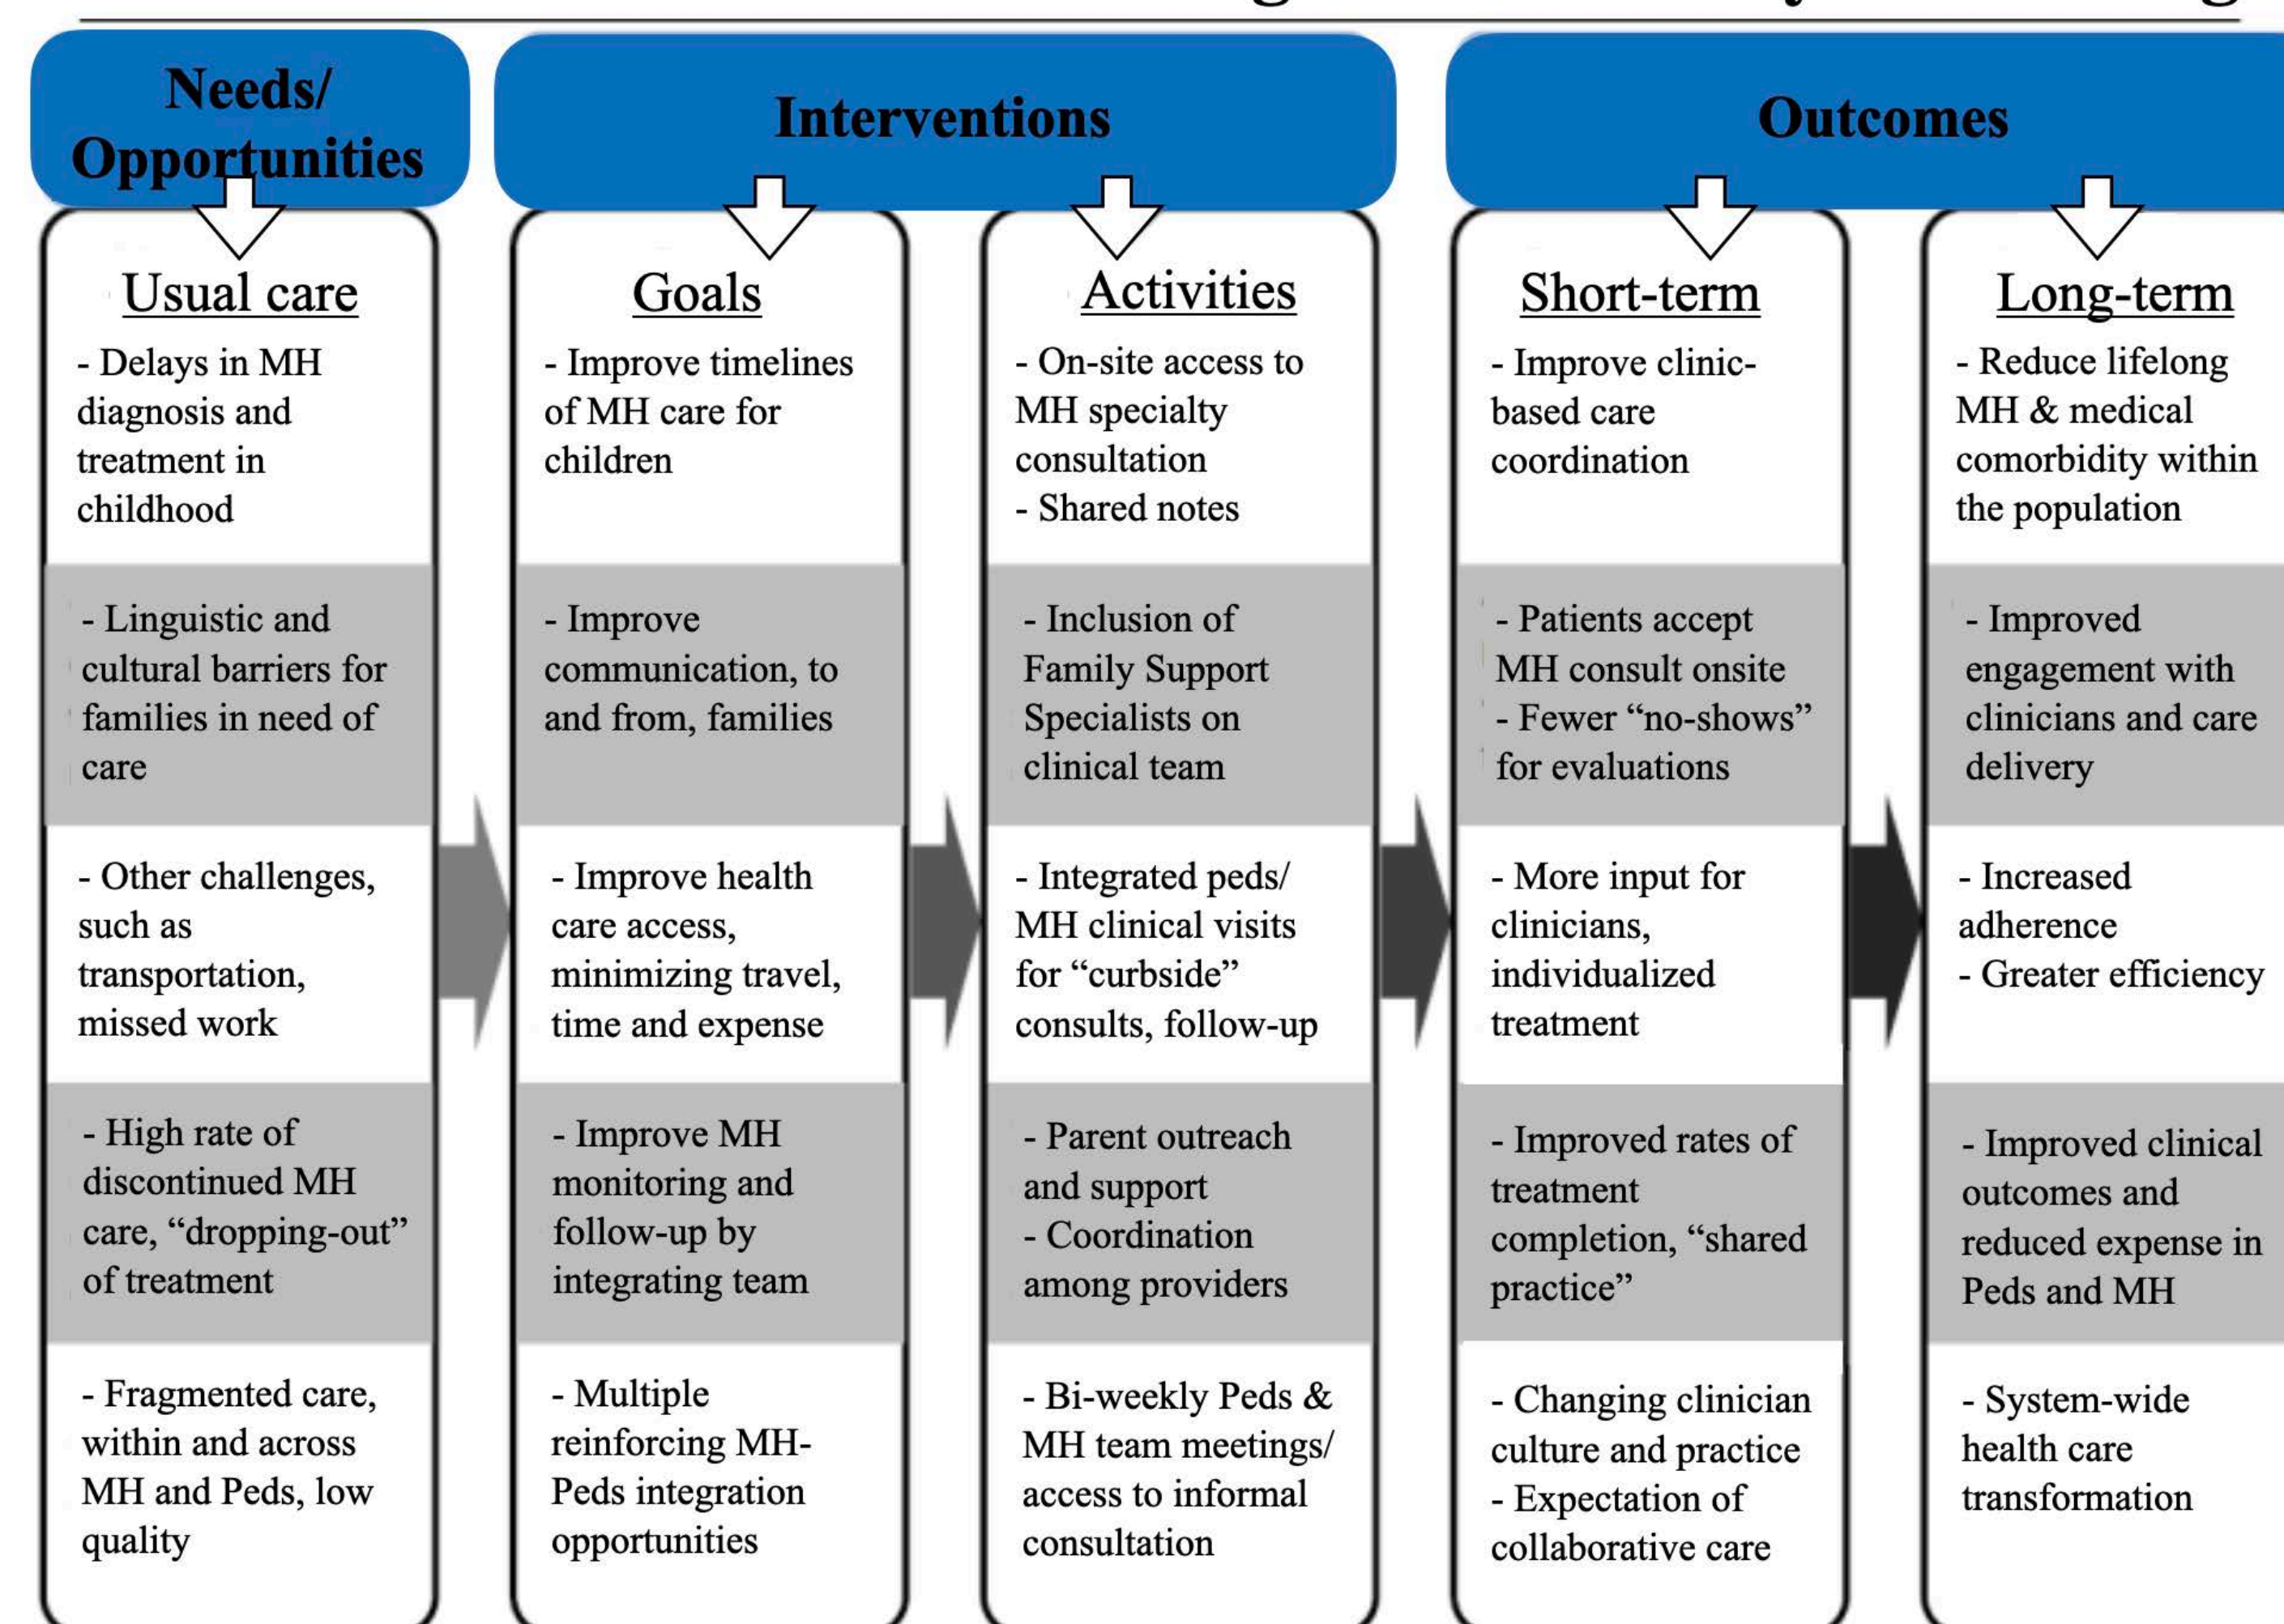 Needs/
Opportunities
Interventions
Outcomes
Usual care
- Delays in MH
diagnosis and
treatment in
childhood
- Linguistic and
cultural barriers for
families in need of
care
- Other challenges,
such as
transportation,
missed work
- High rate of
discontinued MH
care, “dropping-out”
of treatment
- Fragmented care,
within and across
MH and Peds, low
quality
Goals
- Improve timelines
of MH care for
children
- Improve
communication, to
and from, families
- Improve health
care access,
minimizing travel,
time and expense
- Improve MH
monitoring and
follow-up by
integrating team
- Multiple
reinforcing MH-
Peds integration
opportunities
Activities
- On-site access to
MH specialty
consultation
- Shared notes
- Inclusion of
Family Support
Specialists on
clinical team
- Integrated peds/
MH clinical visits
for “curbside”
consults, follow-up
- Parent outreach
and support
- Coordination
among providers
- Bi-weekly Peds &
MH team meetings/
access to informal
consultation
Short-term
- Improve clinic-
based care
coordination
- Patients accept
MH consult onsite
- Fewer “no-shows”
for evaluations
- More input for
clinicians,
individualized
treatment
- Improved rates of
treatment
completion, “shared
practice”
- Changing clinician
culture and practice
- Expectation of
collaborative care
Long-term
- Reduce lifelong
MH & medical
comorbidity within
the population
- Improved
engagement with
clinicians and care
delivery
- Increased
adherence
- Greater efficiency
- Improved clinical
outcomes and
reduced expense in
Peds and MH
- System-wide
health care
transformation